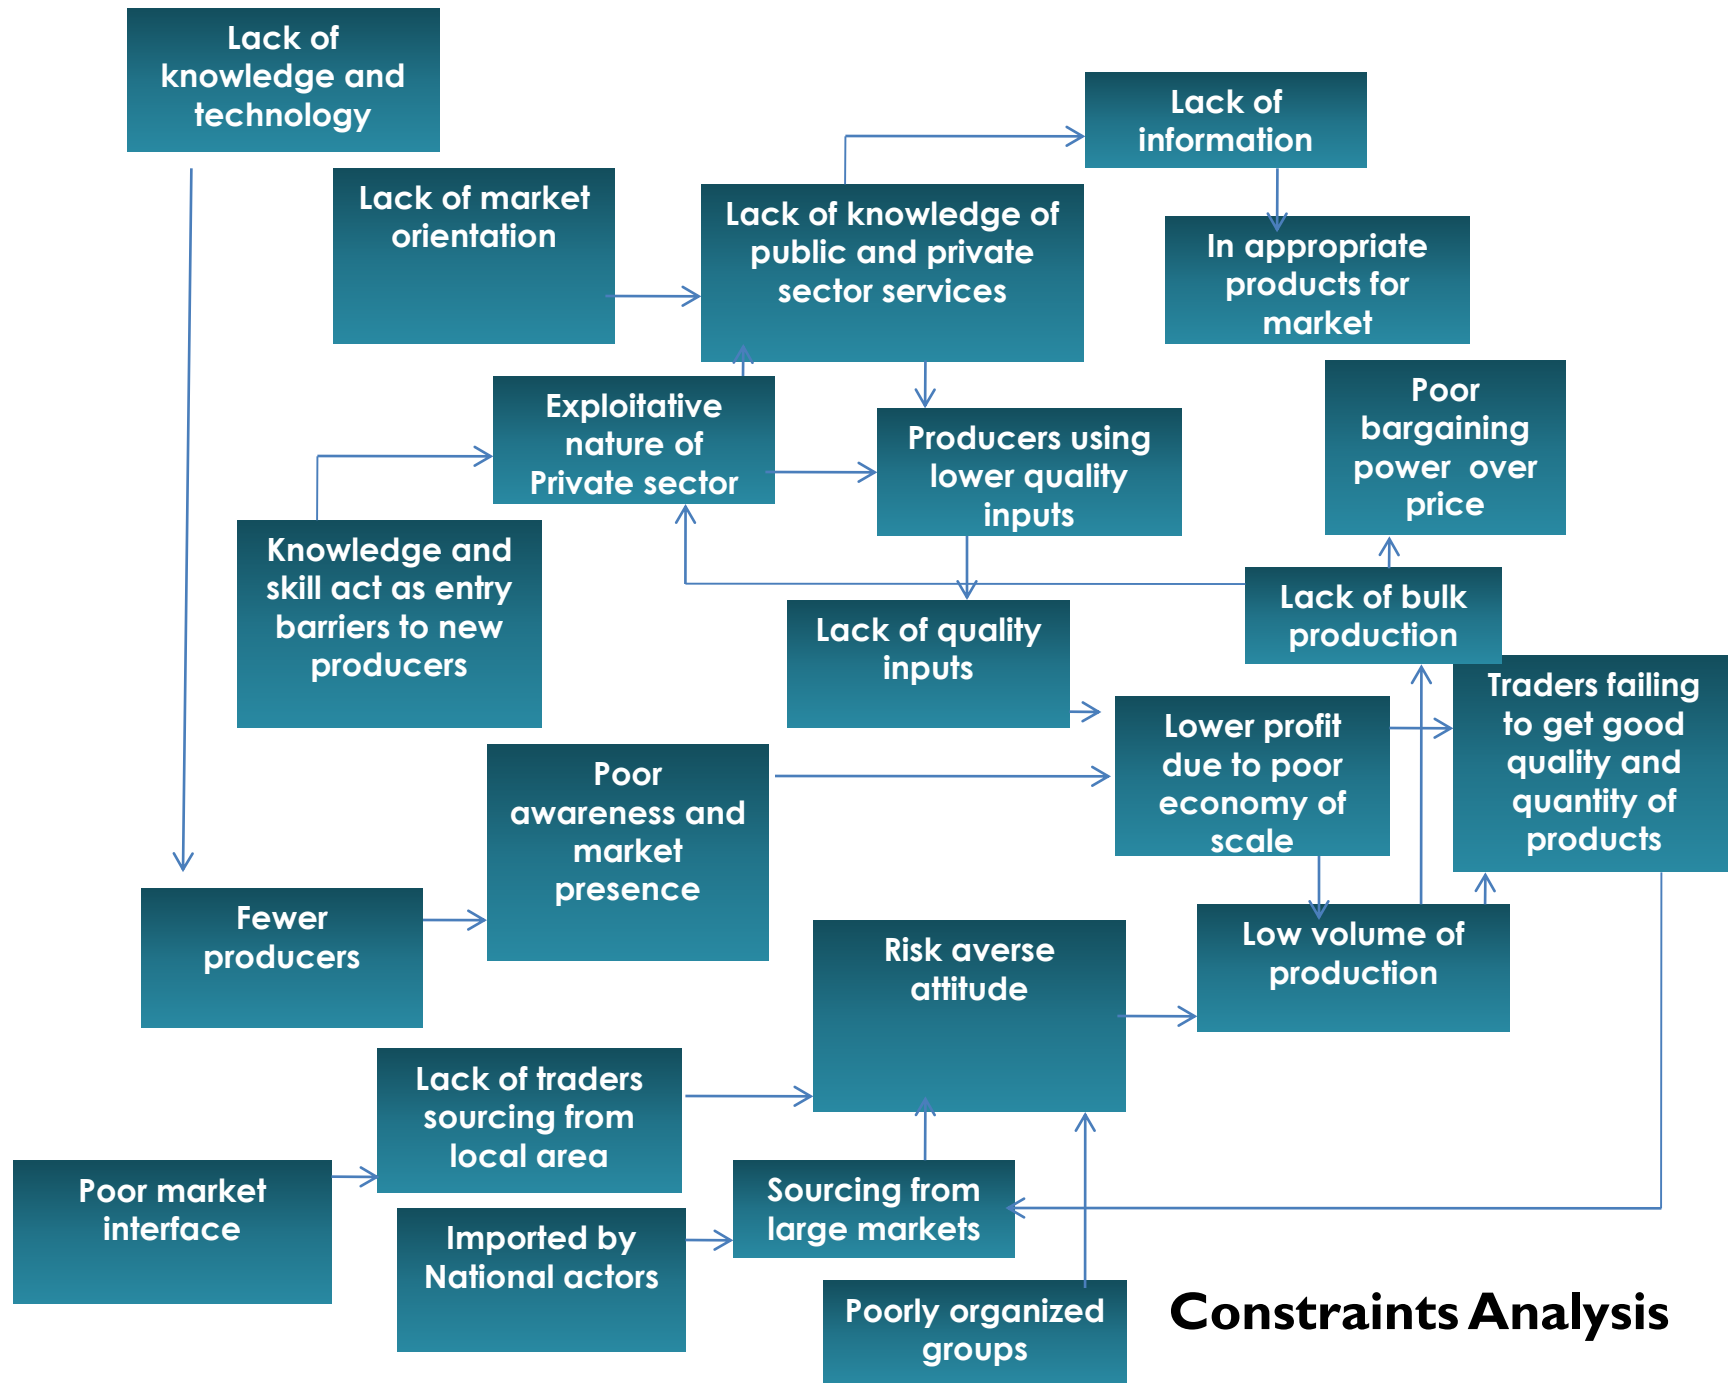 Lack of
knowledge and
technology
Lack of
information
Lack of market
orientation
Lack of knowledge of
public and private
sector services
In appropriate
products for
market
Exploitative
nature of
Private sector
Producers using
lower quality
inputs
Poor
bargaining
power  over
price
Knowledge and
skill act as entry
barriers to new
producers
Lack of quality
inputs
Lack of bulk
production
Poor
awareness and
market
presence
Lower profit
due to poor
economy of
scale
Traders failing
to get good
quality and
quantity of
products
Fewer
producers
Risk averse
attitude
Low volume of
production
Lack of traders
sourcing from
local area
Poor market
interface
Imported by
National actors
Sourcing from
large markets
Poorly organized
groups
Constraints Analysis